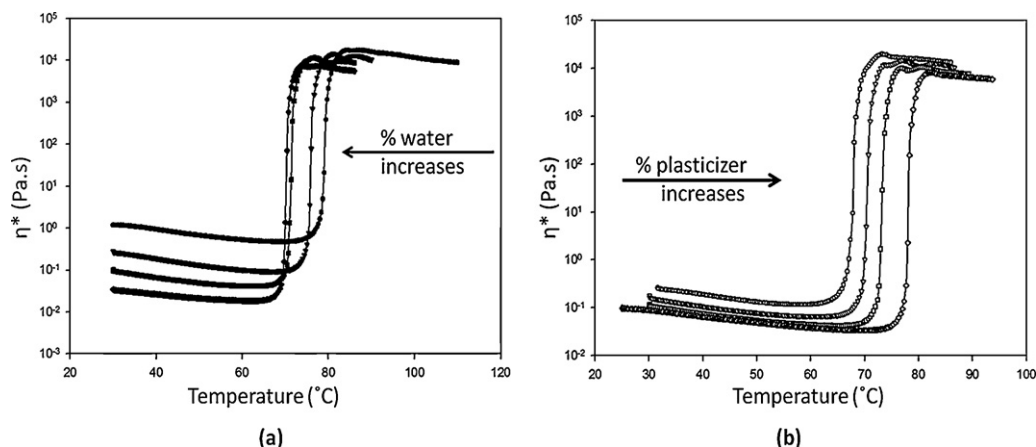 10⁵
10⁴
10³
10²
10¹
10⁰
10⁻¹
10⁻²
10⁻³
η* (Pa.s)
% water
increases
20 40 60 80 100 120
Temperature (˚C)
(a)
10⁵
10⁴
10³
10²
10¹
10⁰
10⁻¹
10⁻²
η* (Pa.s)
% plasticizer
increases
20 30 40 50 60 70 80 90 100
Temperature (˚C)
(b)